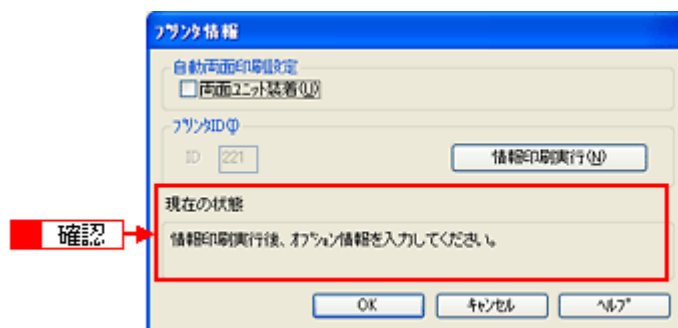 プリンタ情報
自動両面印刷設定
両面ユニット装着(U)
プリンタID(I)
ID 221
情報印刷実行(N)
現在の状態
確認
情報印刷実行後、オプション情報を入力してください。
OK キャンセル ヘルプ